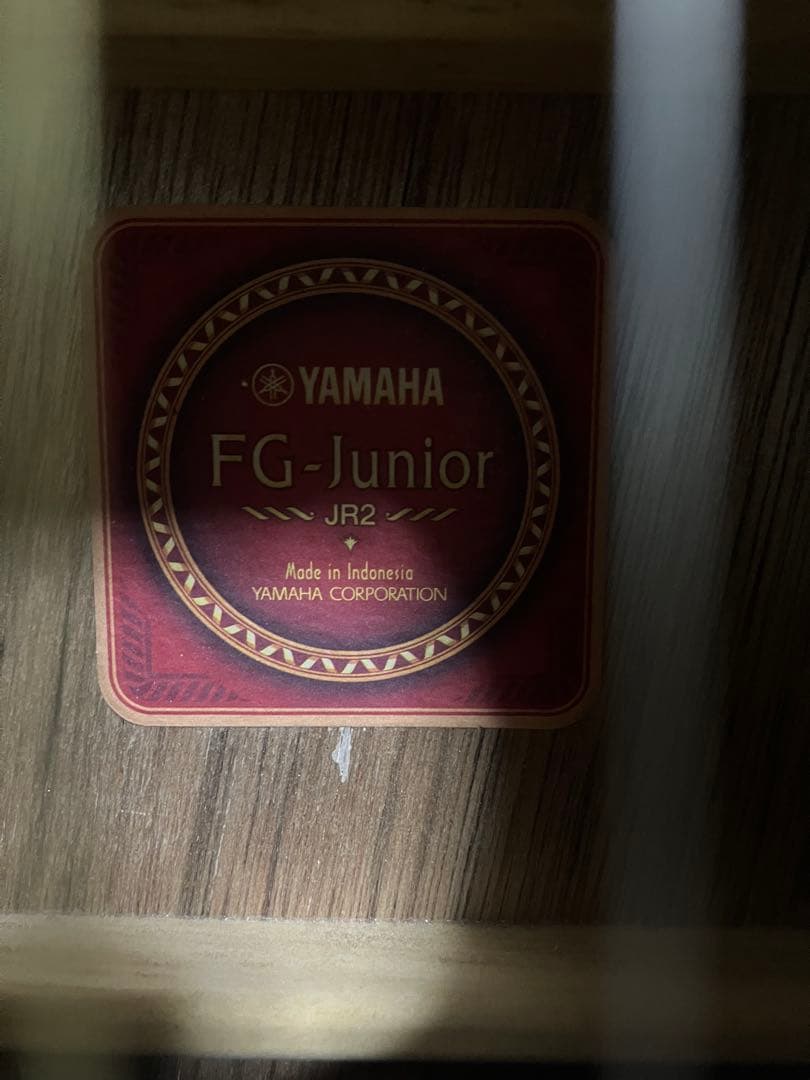 YAMAHA
FG-Junior
JR2
Made in Indonesia
YAMAHA CORPORATION